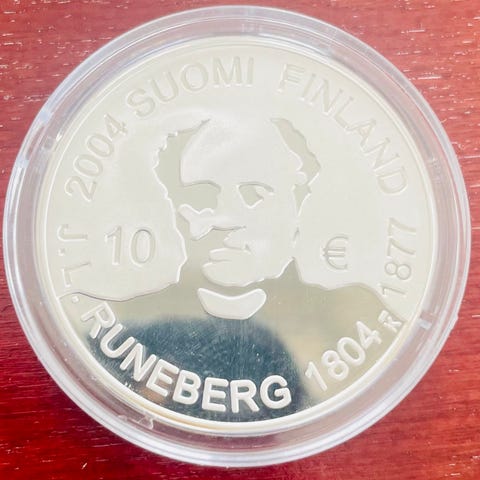 2004 SUOMI FINLAND
10 €
J.L. RUNEBERG 1804 - 1877